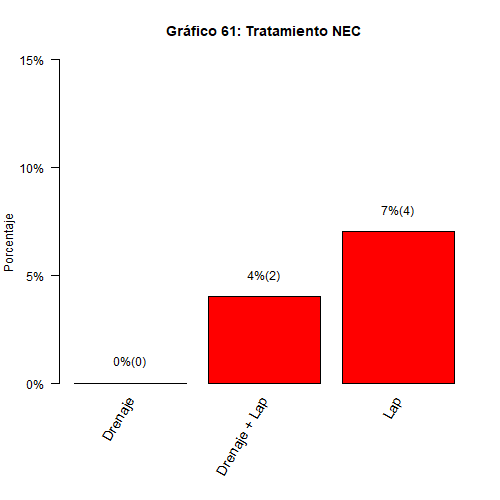 Gráfico 61: Tratamiento NEC
15%
10%
5%
0%
Porcentaje
0%(0)
4%(2)
7%(4)
Drenaje
Drenaje + Lap
Lap